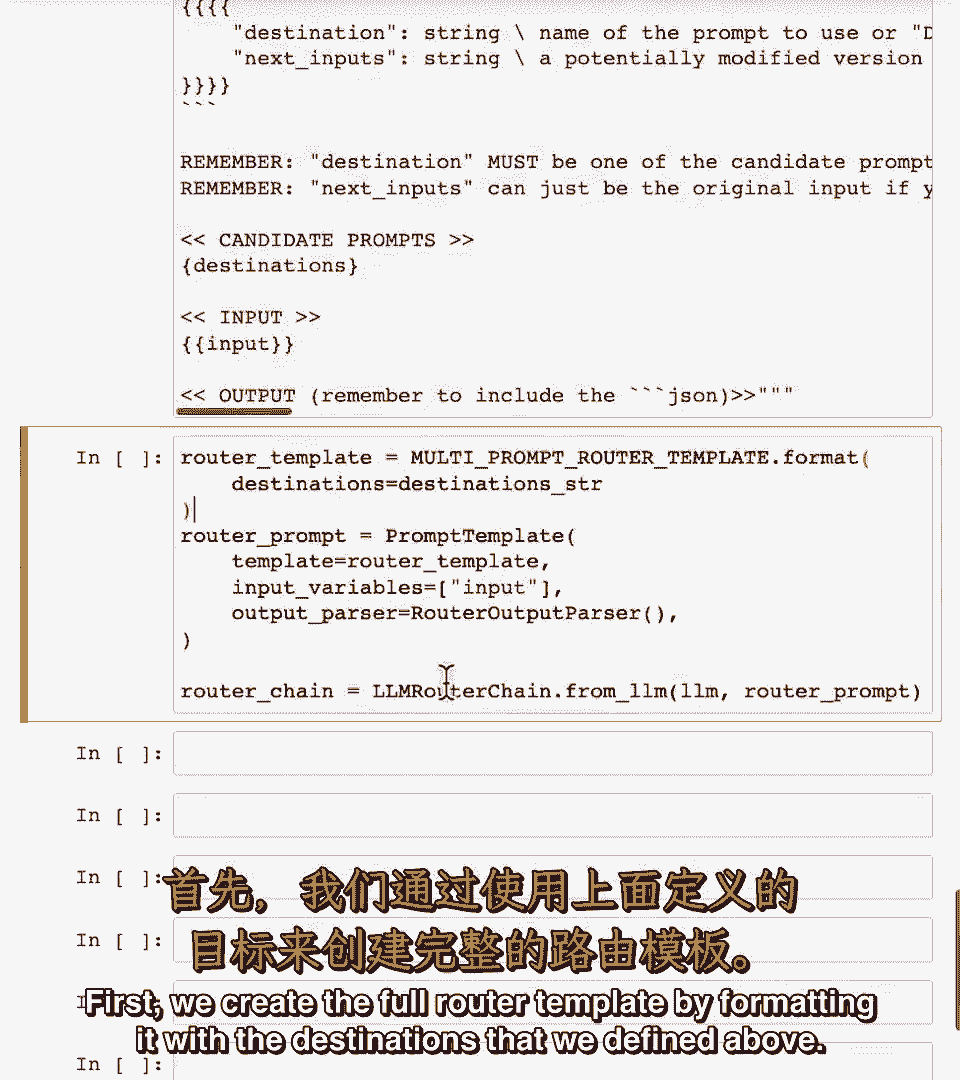 {{{{
"destination": string \ name of the prompt to use or "D
"next_inputs": string \ a potentially modified version
}}}}
```
REMEMBER: "destination" MUST be one of the candidate prompt
REMEMBER: "next_inputs" can just be the original input if y
<< CANDIDATE PROMPTS >>
{destinations}
<< INPUT >>
{{input}}
<< OUTPUT (remember to include the ```json)>>"""
In [ ]:
router_template = MULTI_PROMPT_ROUTER_TEMPLATE.format(
destinations=destinations_str
)
router_prompt = PromptTemplate(
template=router_template,
input_variables=["input"],
output_parser=RouterOutputParser(),
)
router_chain = LLMRouterChain.from_llm(llm, router_prompt)
In [ ]:
In [ ]:
In [ ]:
首先，我们通过使用上面定义的
In [ ]:
目标来创建完整的路由模板。
First, we create the full router template by formatting
it with the destinations that we defined above.
In [ ]: